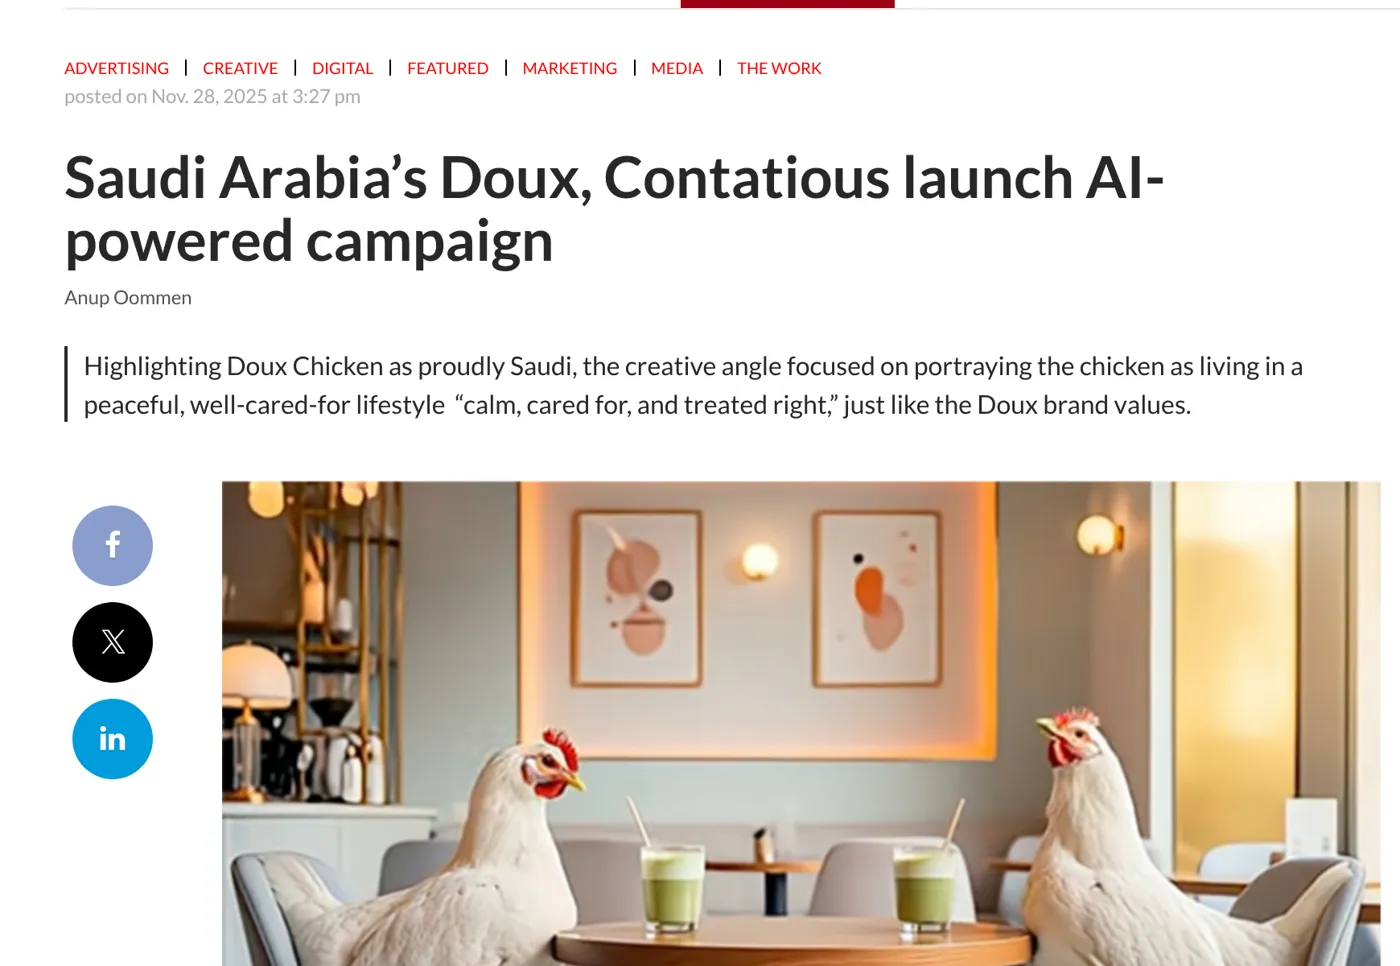 ADVERTISING | CREATIVE | DIGITAL | FEATURED | MARKETING | MEDIA | THE WORK
posted on Nov. 28, 2025 at 3:27 pm
Saudi Arabia’s Doux, Contatious launch AI-
powered campaign
Anup Oommen
Highlighting Doux Chicken as proudly Saudi, the creative angle focused on portraying the chicken as living in a
peaceful, well-cared-for lifestyle “calm, cared for, and treated right,” just like the Doux brand values.
f
X
in